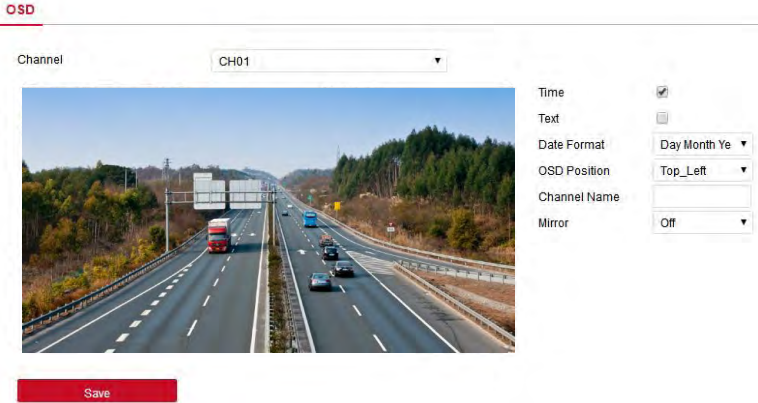 OSD
Channel
CH01
Time
Text
Date Format
Day Month Ye
OSD Position
Top_Left
Channel Name
Mirror
Off
Save